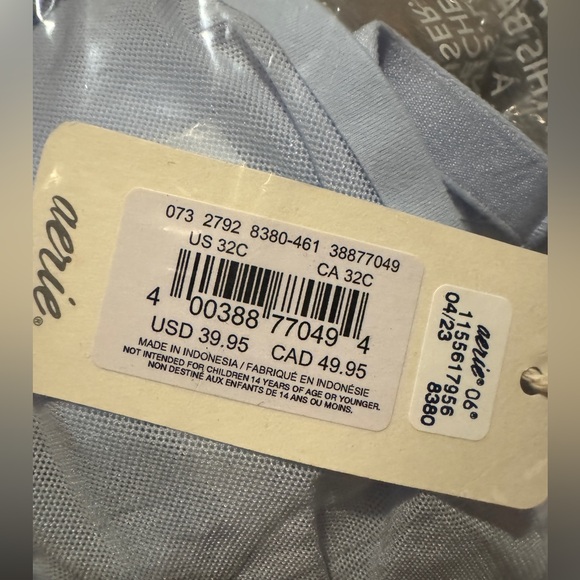 aerie®
073 2792 8380-461 38877049
US 32C CA 32C
4 00388 77049 4
USD 39.95 CAD 49.95
MADE IN INDONESIA / FABRIQUÉ EN INDONÉSIE
NOT INTENDED FOR CHILDREN 14 YEARS OF AGE OR YOUNGER.
NON DESTINÉ AUX ENFANTS DE 14 ANS OU MOINS.
aerie® 06
1155617956
04/23 8380
THIS BA
A